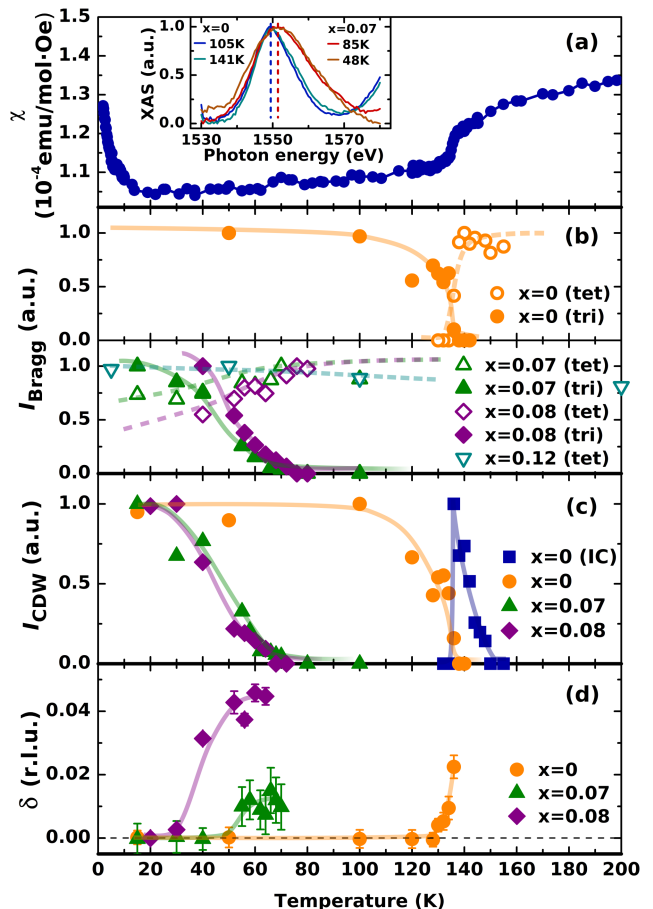 x=0
x=0.07
105K
85K
141K
48K
XAS (a.u.)
1.0
0.5
0.0
1530
1550
1570
Photon energy (eV)
(a)
χ
(10⁻⁴emu/mol·Oe)
1.5
1.4
1.3
1.2
1.1
(b)
1.0
0.5
0.0
x=0 (tet)
x=0 (tri)
I Bragg (a.u.)
1.0
0.5
0.0
x=0.07 (tet)
x=0.07 (tri)
x=0.08 (tet)
x=0.08 (tri)
x=0.12 (tet)
(c)
I CDW (a.u.)
1.0
0.5
0.0
x=0 (IC)
x=0
x=0.07
x=0.08
(d)
δ (r.l.u.)
0.04
0.02
0.00
x=0
x=0.07
x=0.08
0 20 40 60 80 100 120 140 160 180 200
Temperature (K)